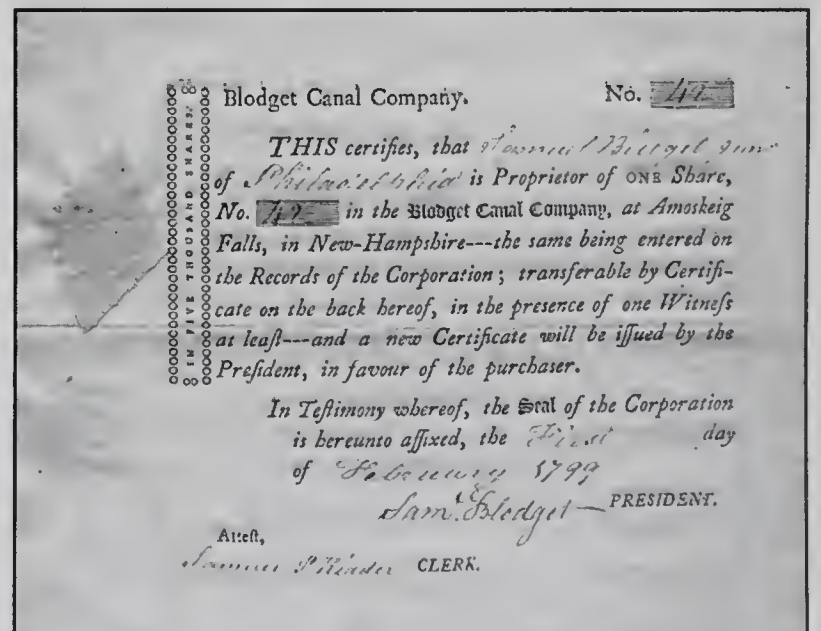 Blodget Canal Company. No. 42
THIS certifies, that Samuel Blodget Junr
of Philadelphia is Proprietor of ONE Share,
No. 42 in the Blodget Canal Company, at Amoskeig
Falls, in New-Hampshire---the same being entered on
the Records of the Corporation; transferable by Certifi-
cate on the back hereof, in the presence of one Witneſs
at leaſt---and a new Certificate will be iſſued by the
Preſident, in favour of the purchaser.
IN FIVE THOUSAND SHARES.
In Teſtimony whereof, the Seal of the Corporation
is hereunto affixed, the First day
of February 1799
Saml. Blodget PRESIDENT.
Atteſt,
Samuel P Kidder CLERK.